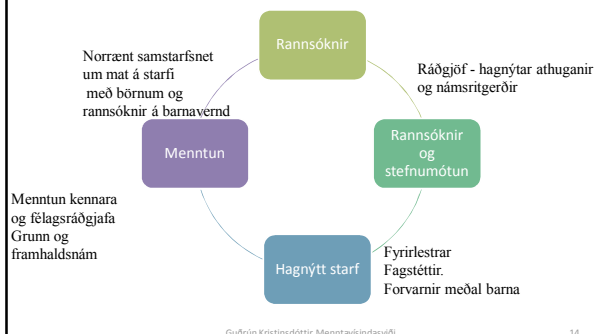 Rannsóknir
Norrænt samstarfsnet
um mat á starfi
með börnum og
rannsóknir á barnavernd
Ráðgjöf - hagnýtar athuganir
og námsritgerðir
Menntun
Rannsóknir
og
stefnumótun
Menntun kennara
og félagsráðgjafa
Grunn og
framhaldsnám
Hagnýtt starf
Fyrirlestrar
Fagstéttir.
Forvarnir meðal barna
Guðrún Kristinsdóttir Menntavísindasviði
14